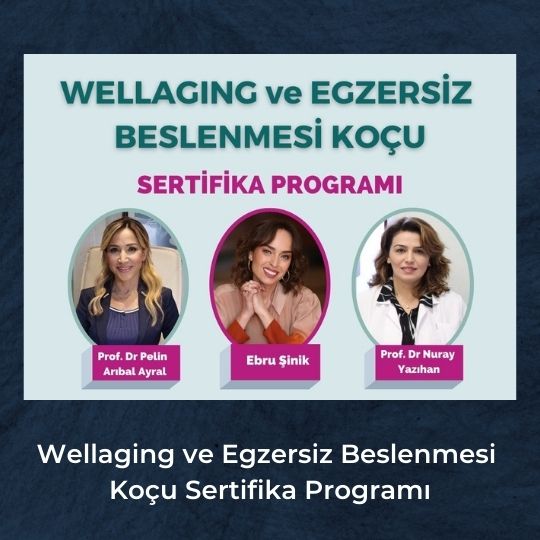 WELLAGING ve EGZERSİZ
BESLENMESİ KOÇU
SERTİFİKA PROGRAMI
Prof. Dr Pelin
Arıbal Ayral
Ebru Şinik
Prof. Dr Nuray
Yazıhan
Wellaging ve Egzersiz Beslenmesi
Koçu Sertifika Programı